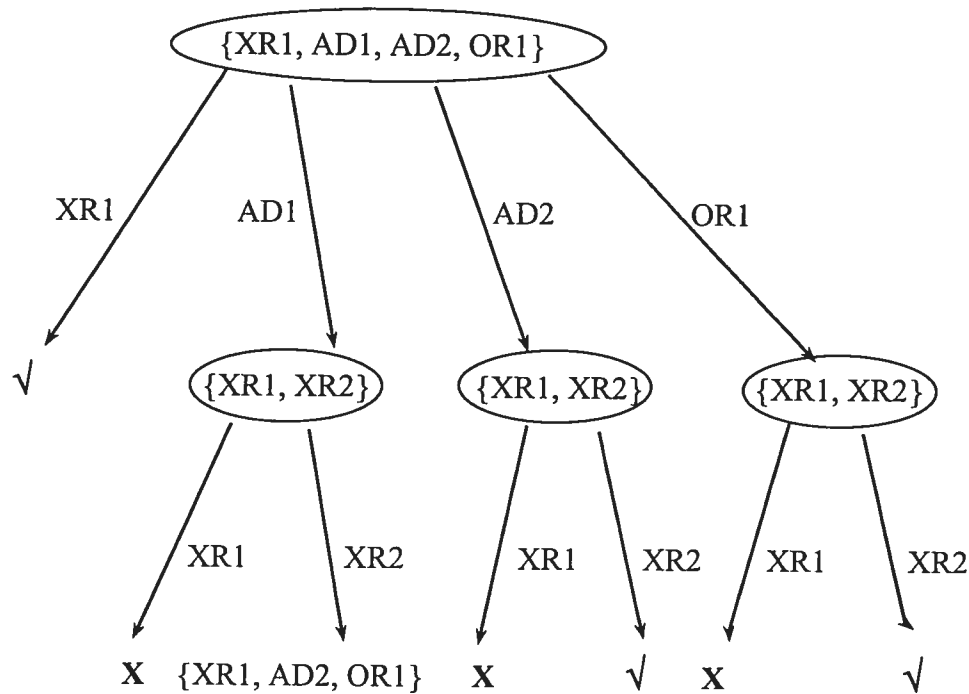 {XR1, AD1, AD2, OR1}
XR1 AD1 AD2 OR1
√ {XR1, XR2} {XR1, XR2} {XR1, XR2}
XR1 XR2 XR1 XR2 XR1 XR2
X {XR1, AD2, OR1} X √ X √